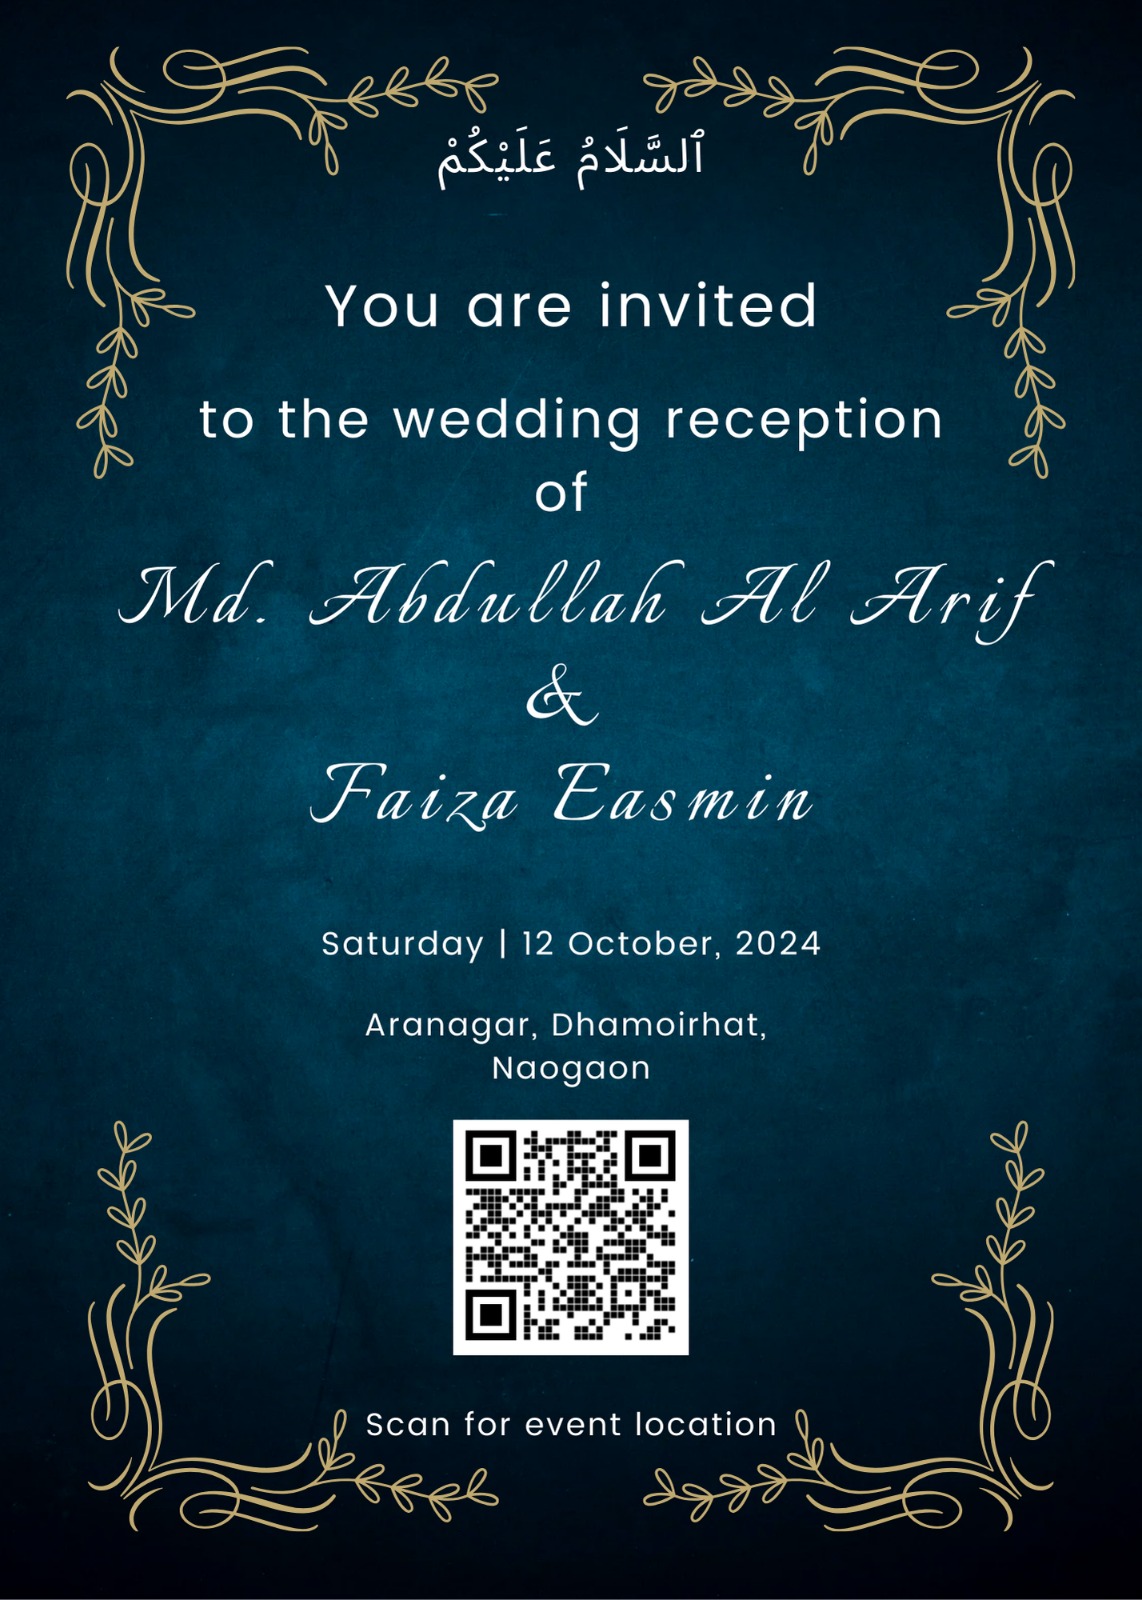 ٱلسَّلَامُ عَلَيْكُمْ
You are invited
to the wedding reception
of
Md. Abdullah Al Arif
&
Faiza Easmin
Saturday | 12 October, 2024
Aranagar, Dhamoirhat,
Naogaon
Scan for event location